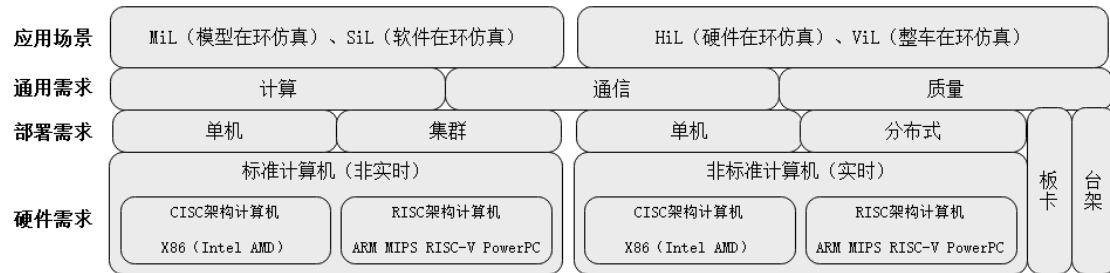 应用场景
MiL（模型在环仿真）、SiL（软件在环仿真）
HiL（硬件在环仿真）、ViL（整车在环仿真）
通用需求
计算
通信
质量
部署需求
单机
集群
单机
分布式
硬件需求
标准计算机（非实时）
CISC架构计算机
X86（Intel AMD）
RISC架构计算机
ARM MIPS RISC-V PowerPC
非标准计算机（实时）
CISC架构计算机
X86（Intel AMD）
RISC架构计算机
ARM MIPS RISC-V PowerPC
板卡
台架